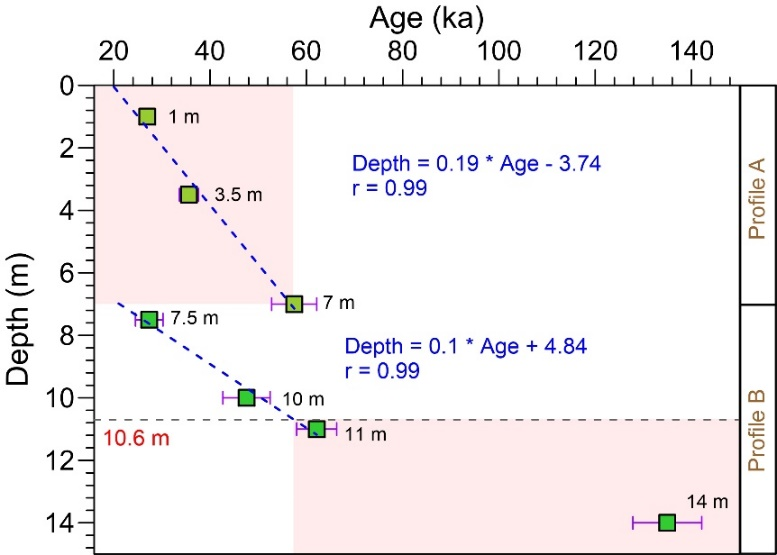 Age (ka)
20 40 60 80 100 120 140
Depth (m)
0
2
4
6
8
10
12
14
1 m
3.5 m
7 m
Depth = 0.19 * Age - 3.74
r = 0.99
Profile A
7.5 m
10 m
11 m
14 m
Depth = 0.1 * Age + 4.84
r = 0.99
10.6 m
Profile B